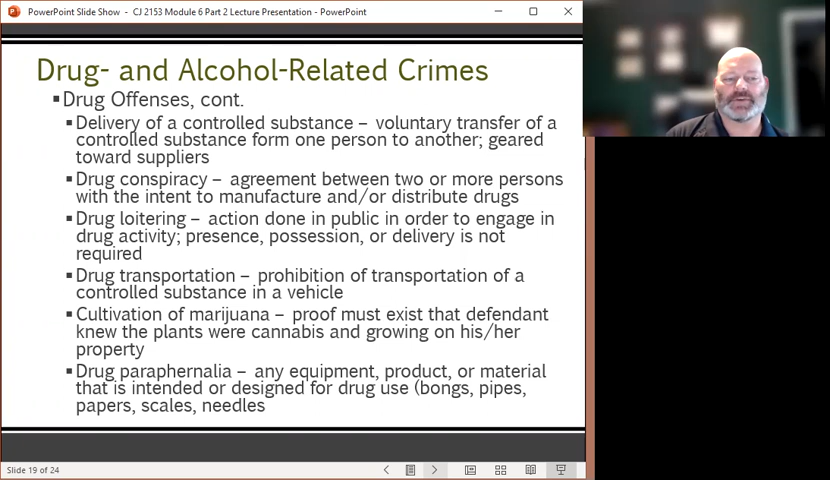 PowerPoint Slide Show - CJ 2153 Module 6 Part 2 Lecture Presentation - PowerPoint
Drug- and Alcohol-Related Crimes
▪Drug Offenses, cont.
▪Delivery of a controlled substance – voluntary transfer of a
controlled substance form one person to another; geared
toward suppliers
▪Drug conspiracy – agreement between two or more persons
with the intent to manufacture and/or distribute drugs
▪Drug loitering – action done in public in order to engage in
drug activity; presence, possession, or delivery is not
required
▪Drug transportation – prohibition of transportation of a
controlled substance in a vehicle
▪Cultivation of marijuana – proof must exist that defendant
knew the plants were cannabis and growing on his/her
property
▪Drug paraphernalia – any equipment, product, or material
that is intended or designed for drug use (bongs, pipes,
papers, scales, needles
Slide 19 of 24